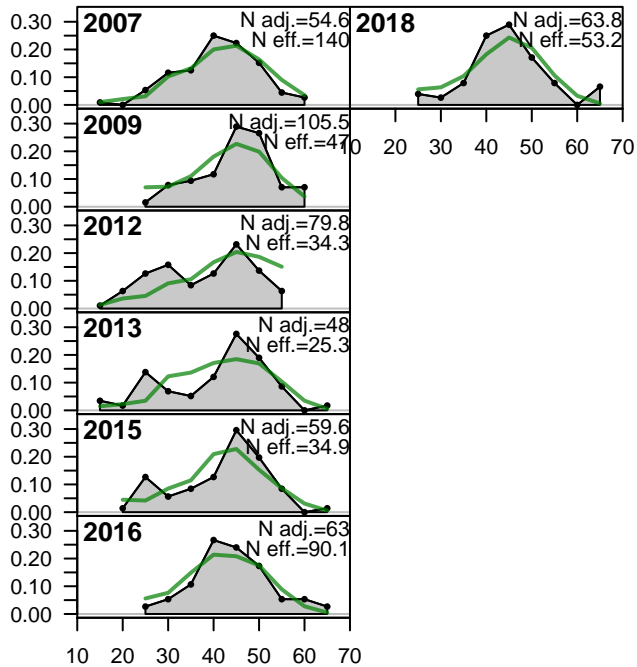 0.30
0.20
0.10
0.00
2007
N adj.=54.6
N eff.=140
2018
N adj.=63.8
N eff.=53.2
0.30
0.20
0.10
0.00
2009
N adj.=105.5
N eff.=47
10 20 30 40 50 60 70
0.30
0.20
0.10
0.00
2012
N adj.=79.8
N eff.=34.3
0.30
0.20
0.10
0.00
2013
N adj.=48
N eff.=25.3
0.30
0.20
0.10
0.00
2015
N adj.=59.6
N eff.=34.9
0.30
0.20
0.10
0.00
2016
N adj.=63
N eff.=90.1
10 20 30 40 50 60 70